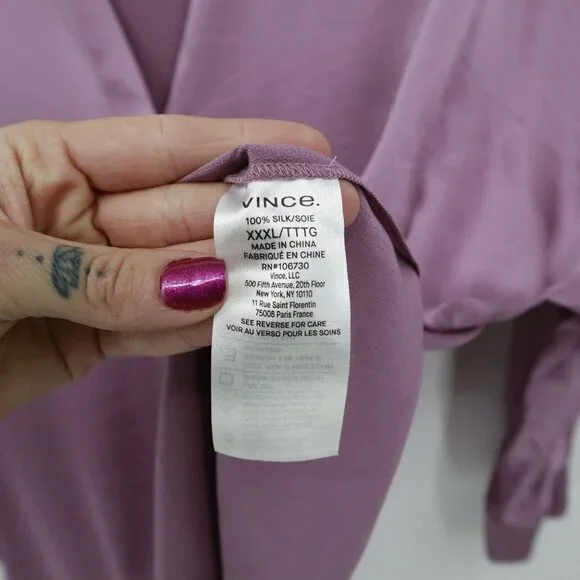 VINCE.
100% SILK/SOIE
XXXL/TTTG
MADE IN CHINA
FABRIQUÉ EN CHINE
RN#106730
Vince, LLC
500 Fifth Avenue, 20th Floor
New York, NY 10110
11 Rue Saint Florentin
75008 Paris France
SEE REVERSE FOR CARE
VOIR AU VERSO POUR LES SOINS